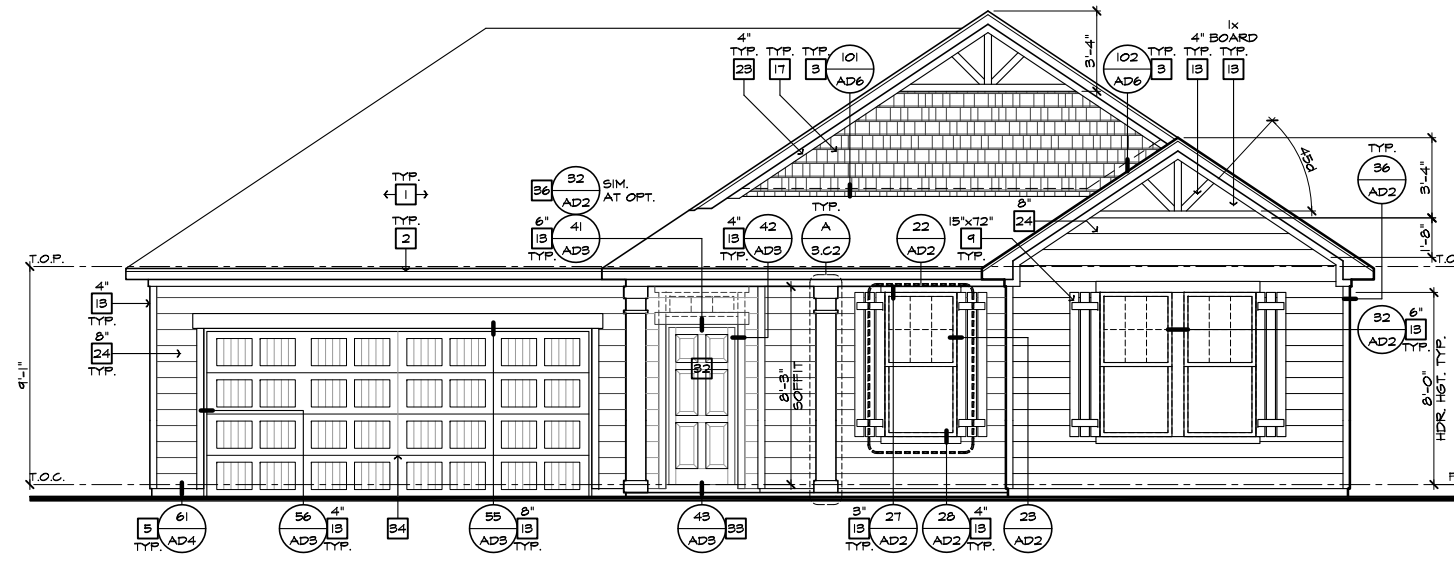 1x
4" BOARD
TYP. TYP.
13 13
4"
TYP.
23
TYP.
17
TYP.
3
101
AD6
102
AD6
TYP.
3
3'-4"
45d
TYP.
36
AD2
3'-4"
1'-8"
TYP.
1
TYP.
2
36
32
AD2
SIM.
AT OPT.
6"
13
TYP.
41
AD3
4"
13
TYP.
42
AD3
TYP.
A
3.C2
22
AD2
15"x72"
9
8"
24
T.O.P.
4"
13
TYP.
8"
24
TYP.
9'-1"
T.O.C.
32
8'-3"
SOFFIT
32
AD2
6"
13
TYP.
8'-0"
HDR. HGT. TYP.
5
TYP.
61
AD4
56
AD3
4"
13
TYP.
34
55
AD3
8"
13
TYP.
43
AD3
33
3"
13
TYP.
27
AD2
28
AD2
4"
13
TYP.
23
AD2